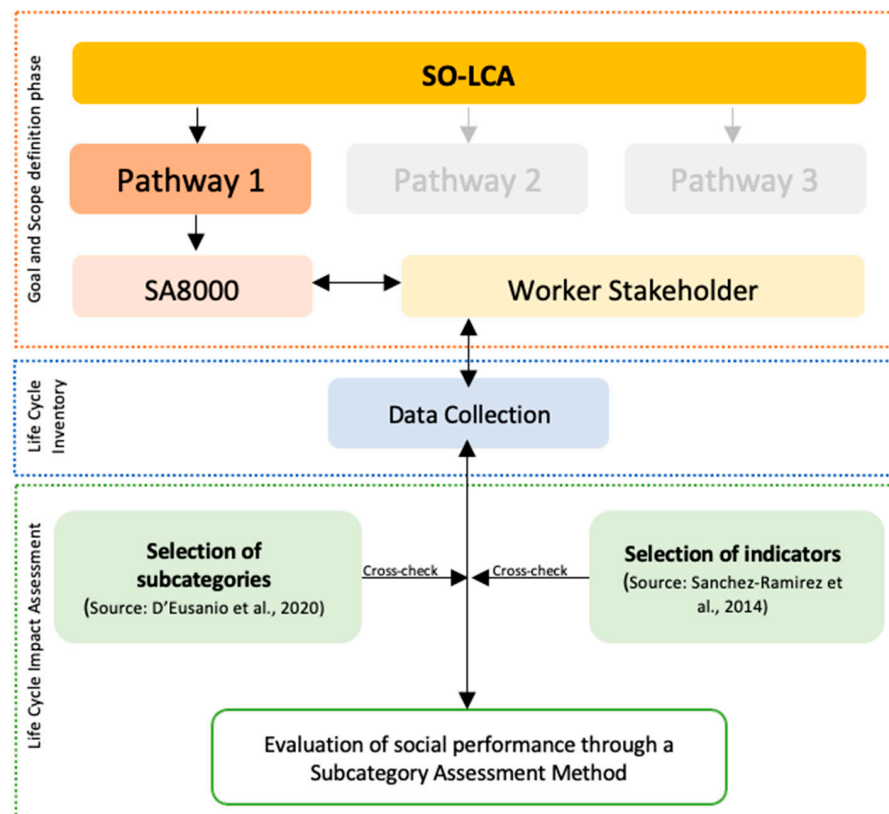 Goal and Scope definition phase
SO-LCA
Pathway 1
Pathway 2
Pathway 3
SA8000
Worker Stakeholder
Life Cycle
Inventory
Data Collection
Life Cycle Impact Assessment
Selection of
subcategories
(Source: D'Eusanio et al., 2020)
Cross-check
Cross-check
Selection of indicators
(Source: Sanchez-Ramirez et
al., 2014)
Evaluation of social performance through a
Subcategory Assessment Method